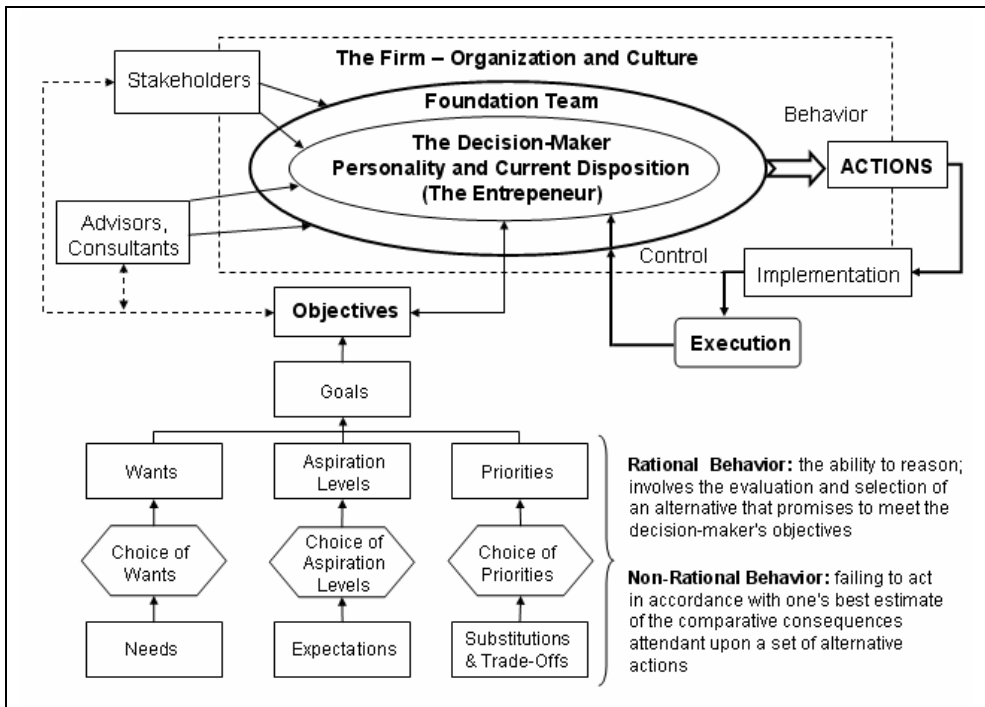 The Firm – Organization and Culture
Stakeholders
Foundation Team
Behavior
The Decision-Maker
Personality and Current Disposition
(The Entrepeneur)
ACTIONS
Advisors,
Consultants
Control
Implementation
Objectives
Execution
Goals
Wants
Aspiration
Levels
Priorities
Rational Behavior: the ability to reason;
involves the evaluation and selection of
an alternative that promises to meet the
decision-maker's objectives
Choice of
Wants
Choice of
Aspiration
Levels
Choice of
Priorities
Non-Rational Behavior: failing to act
in accordance with one's best estimate
of the comparative consequences
attendant upon a set of alternative
actions
Needs
Expectations
Substitutions
& Trade-Offs